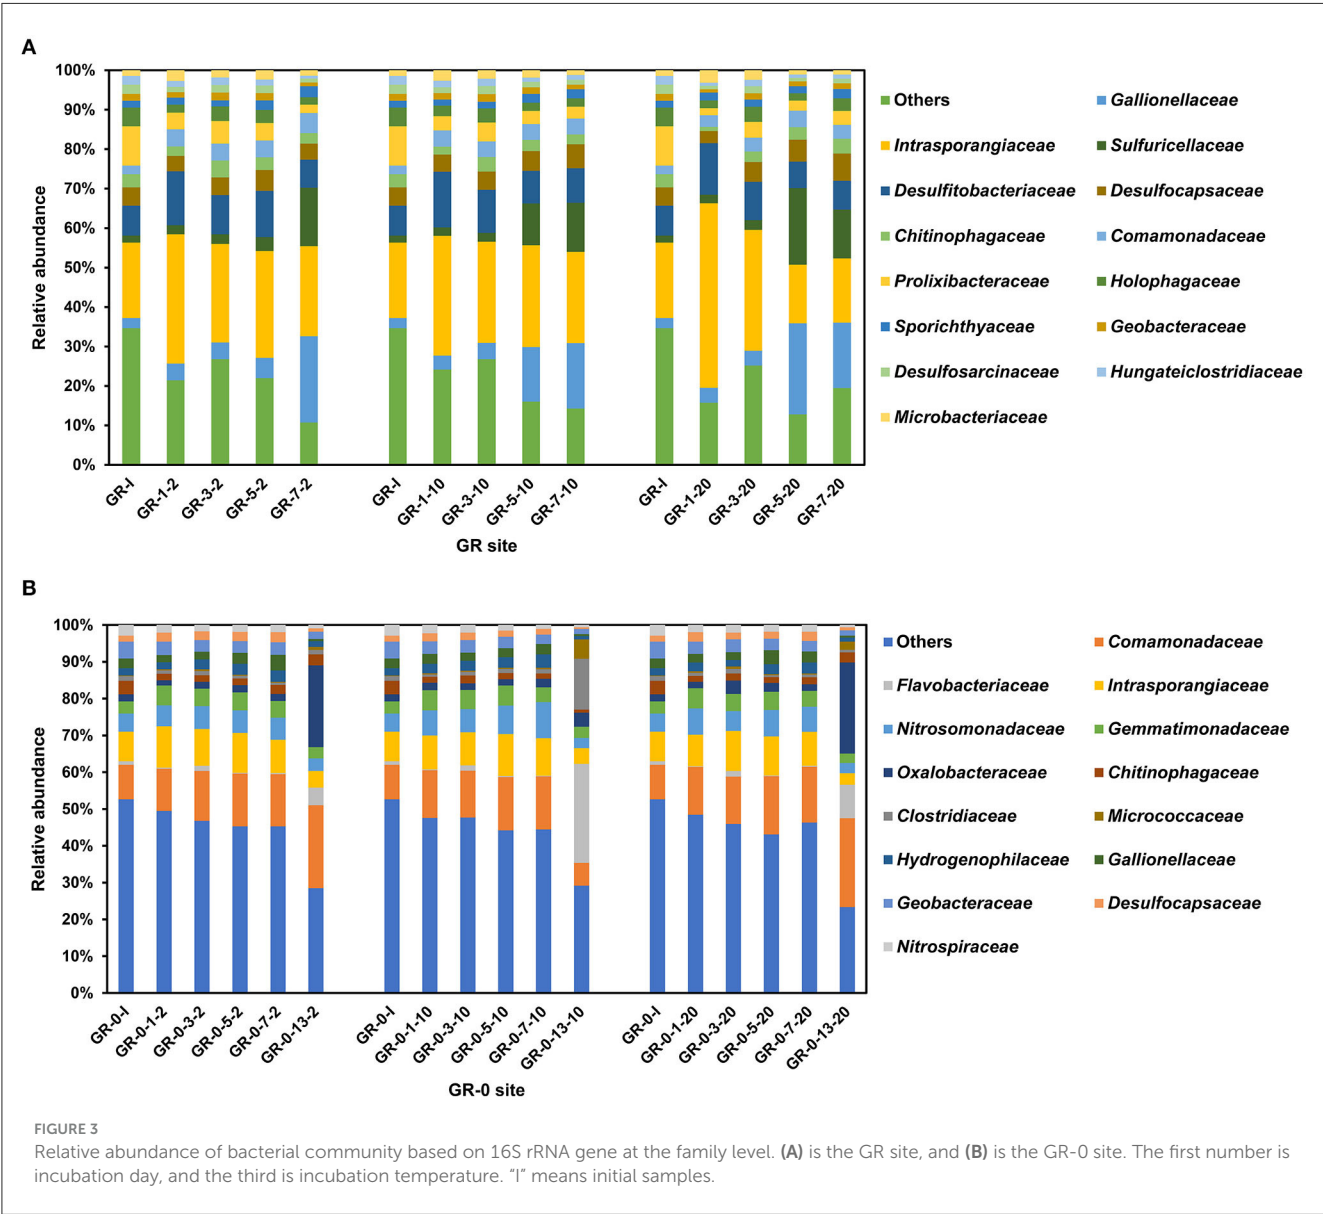 A
100%
90%
80%
70%
60%
50%
40%
30%
20%
10%
0%
Relative abundance
GR-I
GR-1-2
GR-3-2
GR-5-2
GR-7-2
GR-I
GR-1-10
GR-3-10
GR-5-10
GR-7-10
GR-I
GR-1-20
GR-3-20
GR-5-20
GR-7-20
GR site
Others
Gallionellaceae
Intrasporangiaceae
Sulfuricellaceae
Desulfitobacteriaceae
Desulfocapsaceae
Chitinophagaceae
Comamonadaceae
Prolixibacteraceae
Holophagaceae
Sporichthyaceae
Geobacteraceae
Desulfosarcinaceae
Hungateiclostridiaceae
Microbacteriaceae
B
100%
90%
80%
70%
60%
50%
40%
30%
20%
10%
0%
Relative abundance
GR-0-I
GR-0-1-2
GR-0-3-2
GR-0-5-2
GR-0-7-2
GR-0-13-2
GR-0-I
GR-0-1-10
GR-0-3-10
GR-0-5-10
GR-0-7-10
GR-0-13-10
GR-0-I
GR-0-1-20
GR-0-3-20
GR-0-5-20
GR-0-7-20
GR-0-13-20
GR-0 site
Others
Comamonadaceae
Flavobacteriaceae
Intrasporangiaceae
Nitrosomonadaceae
Gemmatimonadaceae
Oxalobacteraceae
Chitinophagaceae
Clostridiaceae
Micrococcaceae
Hydrogenophilaceae
Gallionellaceae
Geobacteraceae
Desulfocapsaceae
Nitrospiraceae
FIGURE 3
Relative abundance of bacterial community based on 16S rRNA gene at the family level. (A) is the GR site, and (B) is the GR-0 site. The first number is
incubation day, and the third is incubation temperature. "I" means initial samples.